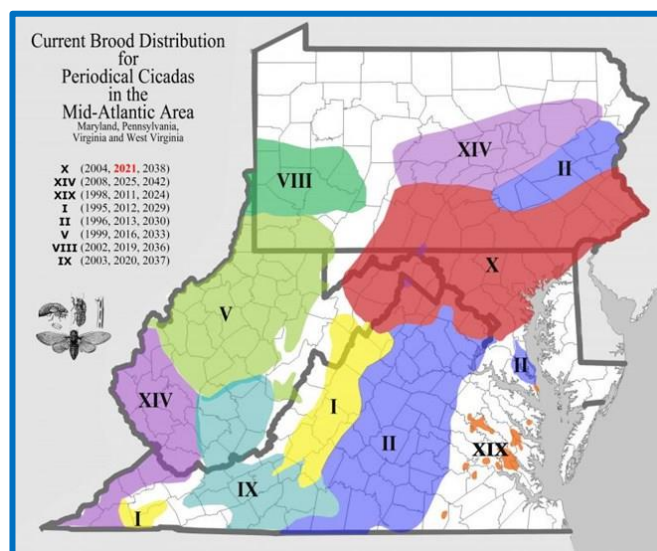 Current Brood Distribution
for
Periodical Cicadas
in the
Mid-Atlantic Area
Maryland, Pennsylvania,
Virginia and West Virginia
X (2004, 2021, 2038)
XIV (2008, 2025, 2042)
XIX (1998, 2011, 2024)
I (1995, 2012, 2029)
II (1996, 2013, 2030)
V (1999, 2016, 2033)
VIII (2002, 2019, 2036)
IX (2003, 2020, 2037)
XIV
II
VIII
X
V
II
XIV
I
II
XIX
IX
I